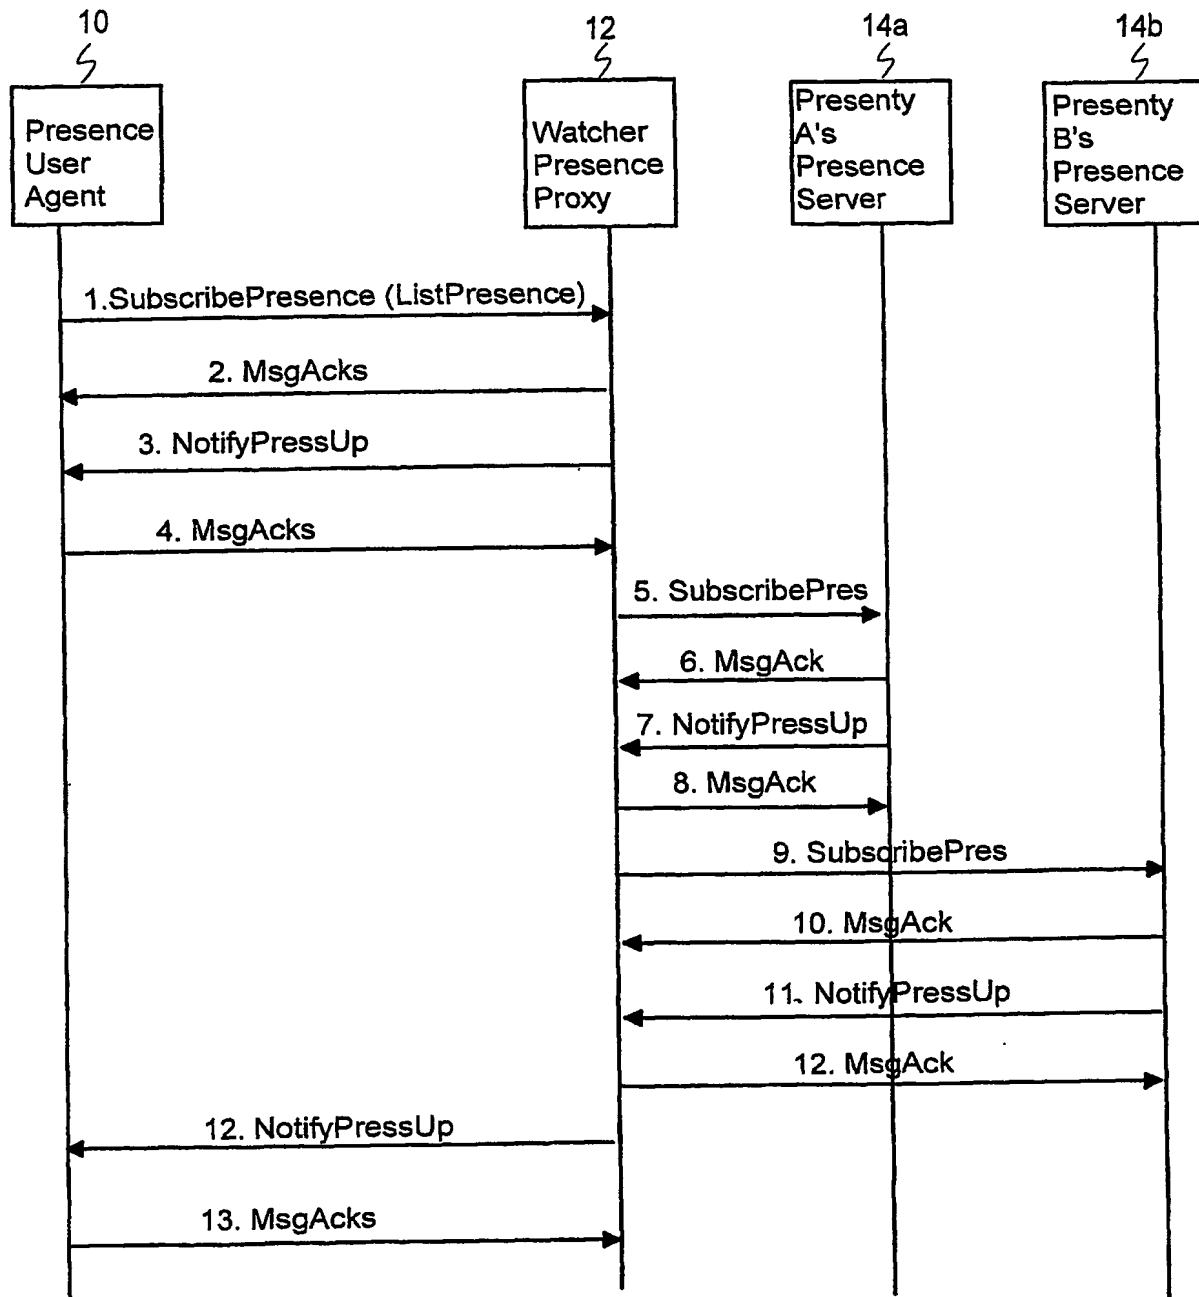 10
12
14a
14b
Presence
User
Agent
Watcher
Presence
Proxy
Presenty
A's
Presence
Server
Presenty
B's
Presence
Server
1.SubscribePresence (ListPresence)
2. MsgAcks
3. NotifyPressUp
4. MsgAcks
5. SubscribePres
6. MsgAck
7. NotifyPressUp
8. MsgAck
9. SubscribePres
10. MsgAck
11. NotifyPressUp
12. MsgAck
12. NotifyPressUp
13. MsgAcks